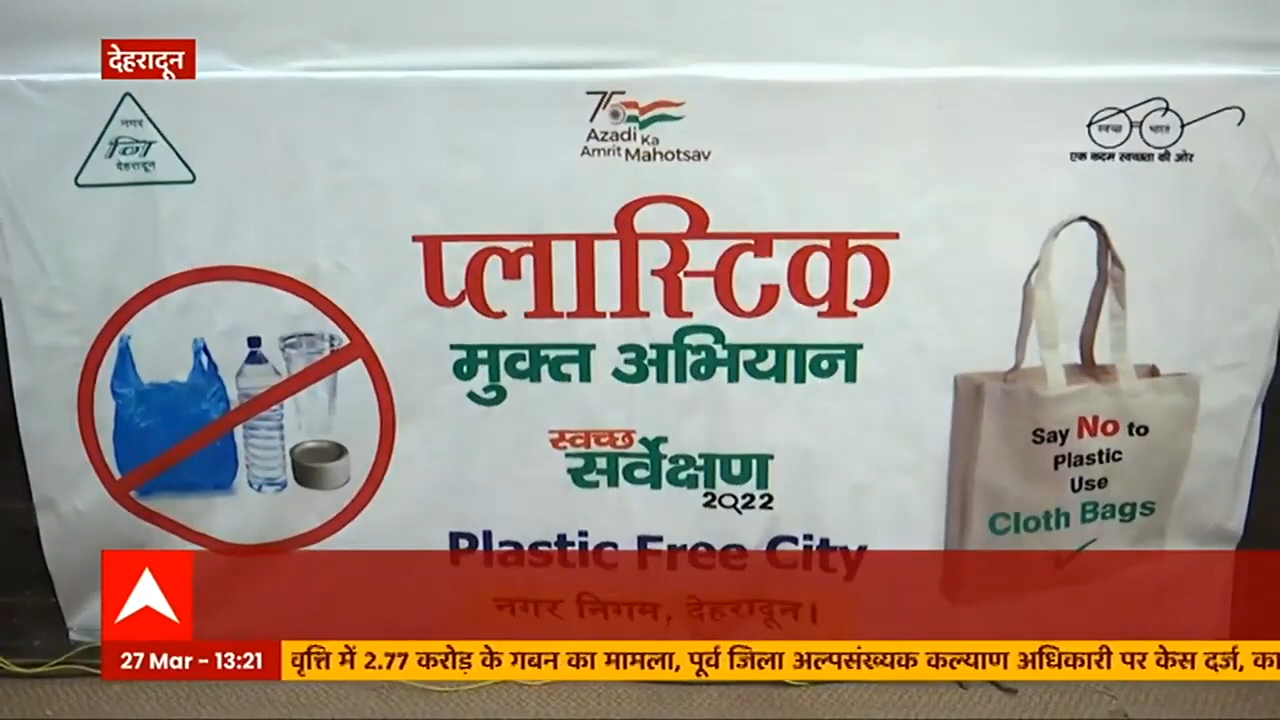 देहरादून
नगर
देहरादून
75
Azadi Ka
Amrit Mahotsav
स्वच्छ भारत
एक कदम स्वच्छता की ओर
प्लास्टिक
मुक्त अभियान
स्वच्छ
सर्वेक्षण
2022
Plastic Free City
नगर निगम, देहरादून।
Say No to
Plastic
Use
Cloth Bags
27 Mar - 13:21
वृत्ति में 2.77 करोड़ के गबन का मामला, पूर्व जिला अल्पसंख्यक कल्याण अधिकारी पर केस दर्ज, का